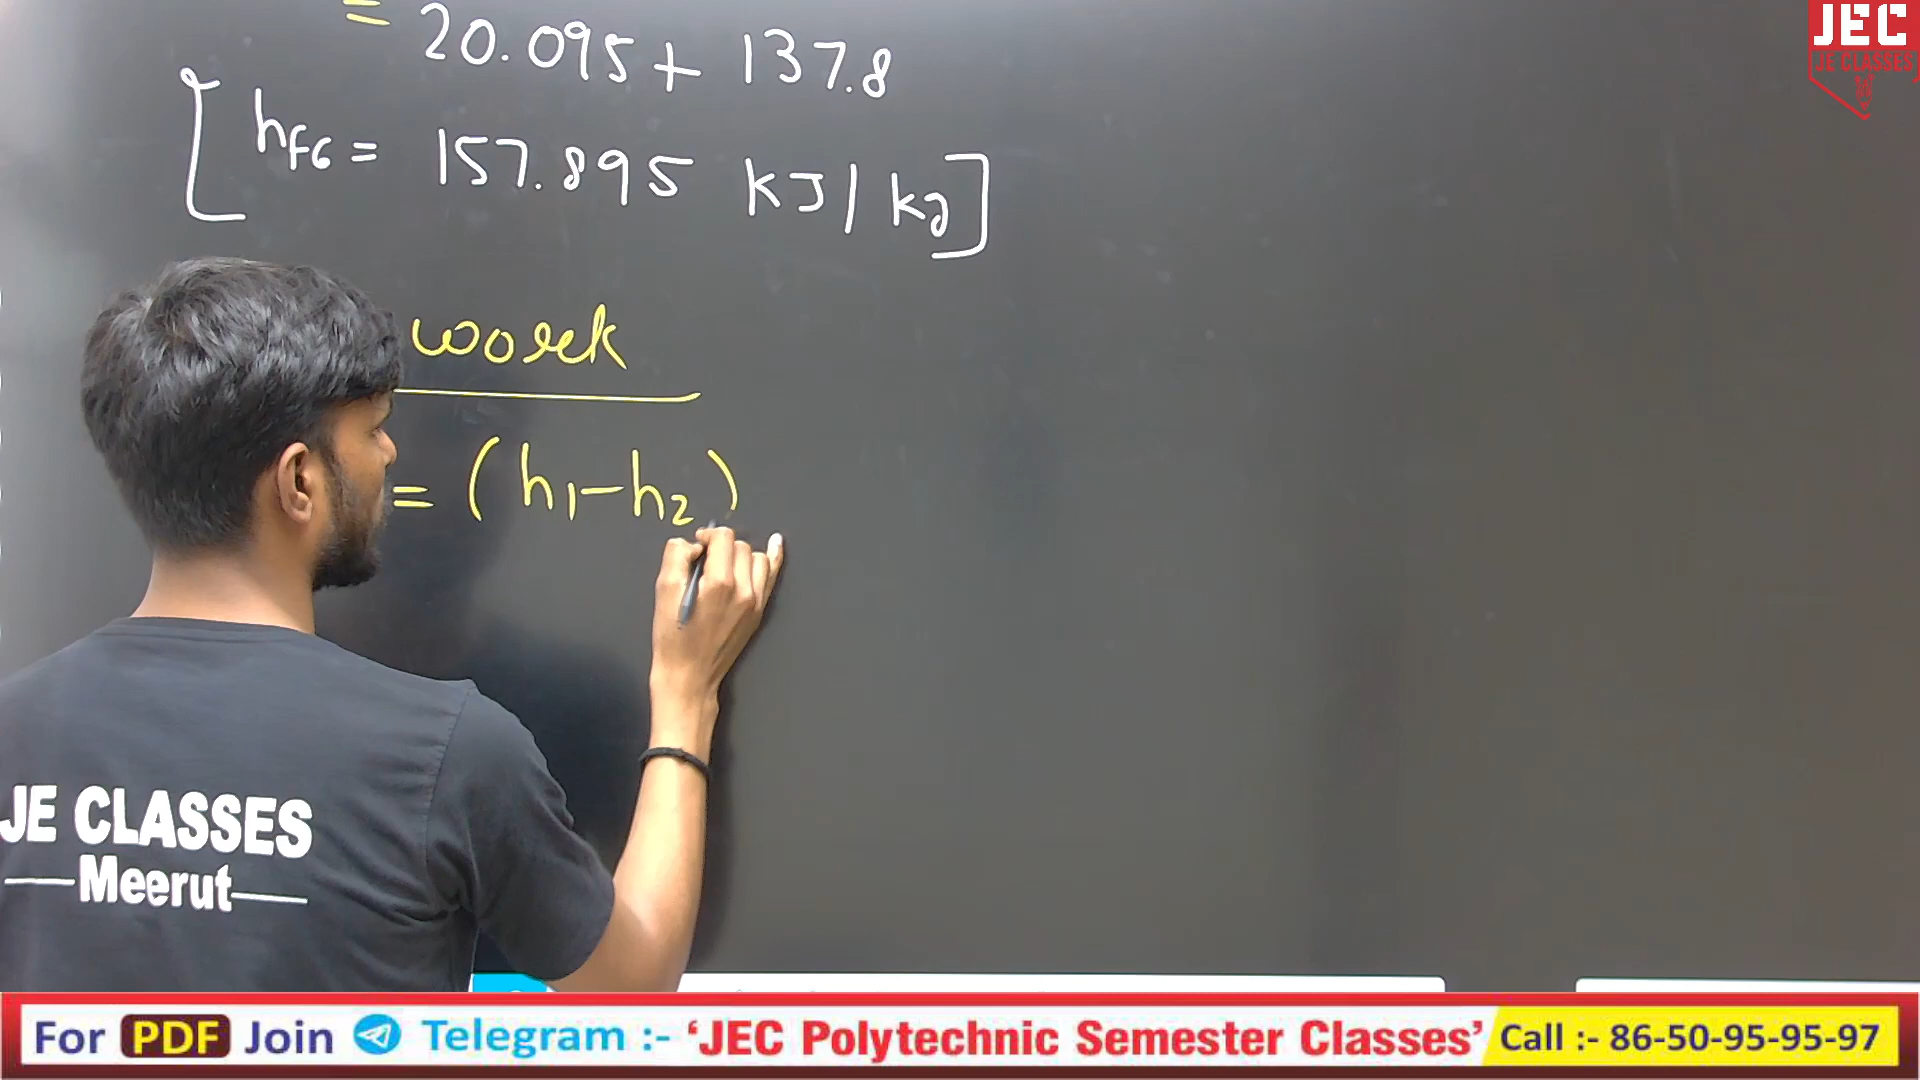 = 20.095 + 137.8
[ hFG = 157.895 KJ/kg ]
work
= (h1-h2)
JEC
JE CLASSES
JE CLASSES
Meerut
For PDF Join Telegram :- ‘JEC Polytechnic Semester Classes’ Call :- 86-50-95-95-97